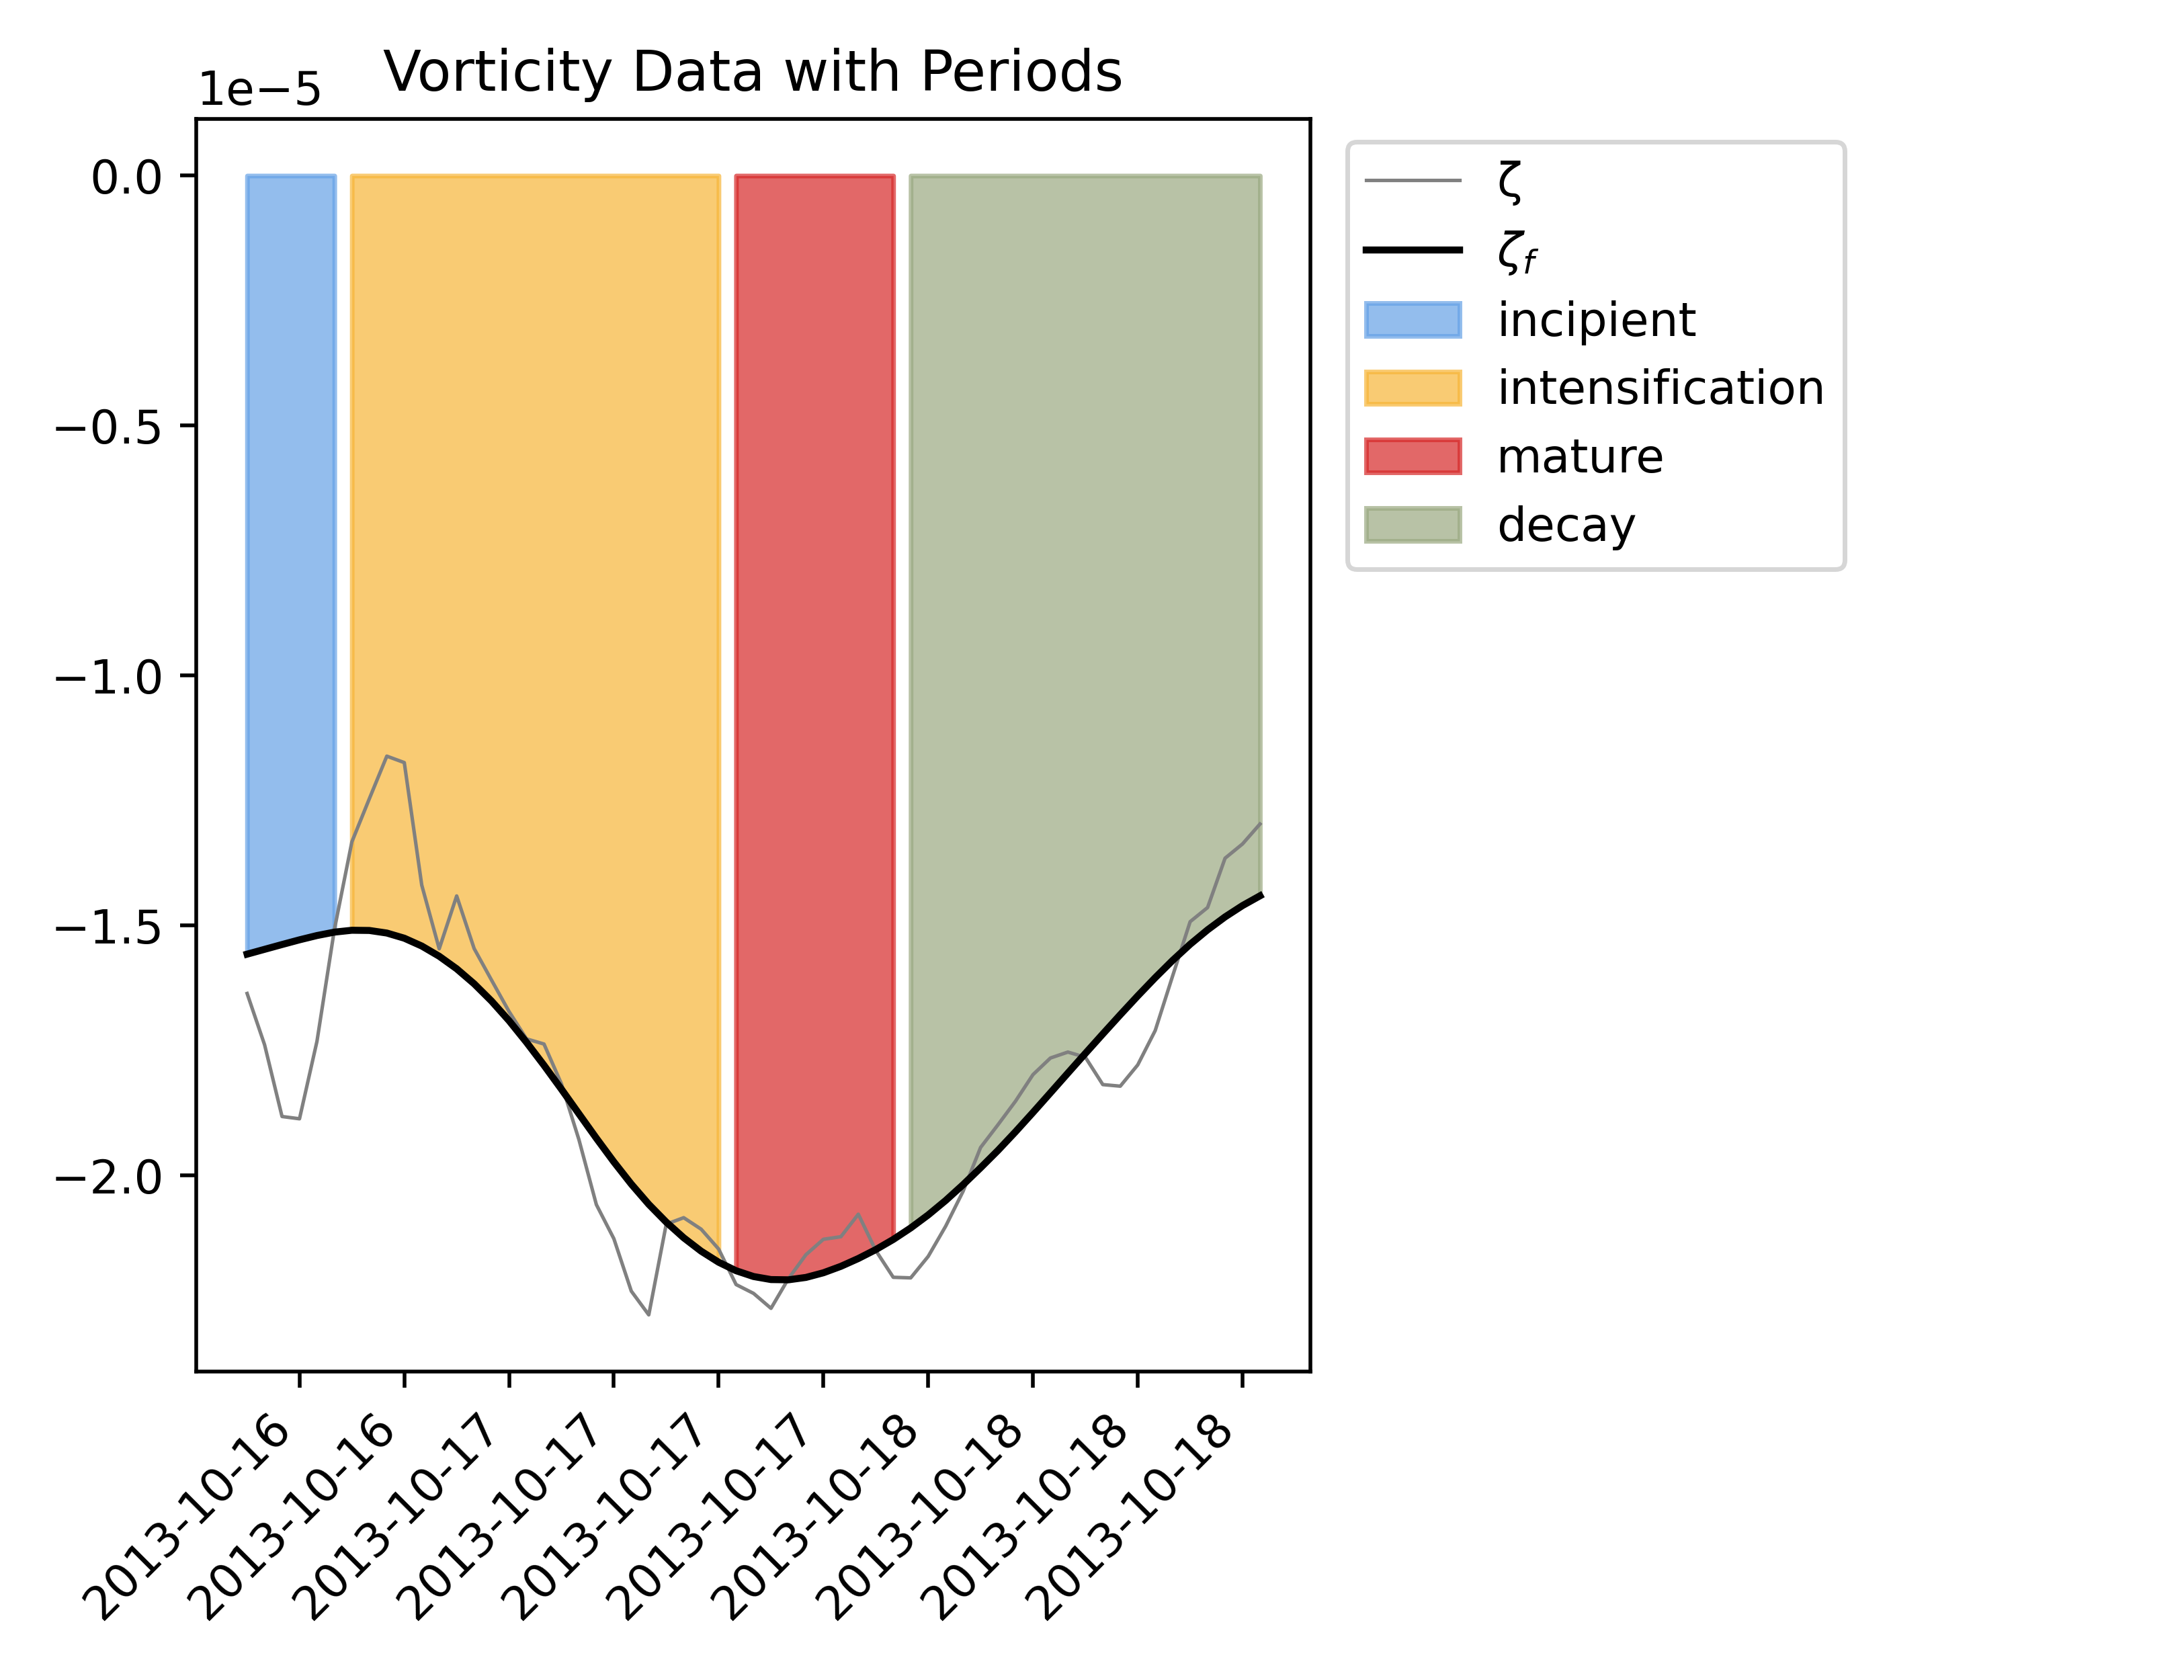 Vorticity Data with Periods
1e−5
0.0
−0.5
−1.0
−1.5
−2.0
2013-10-16
2013-10-16
2013-10-17
2013-10-17
2013-10-17
2013-10-17
2013-10-18
2013-10-18
2013-10-18
2013-10-18
ζ
ζf
incipient
intensification
mature
decay